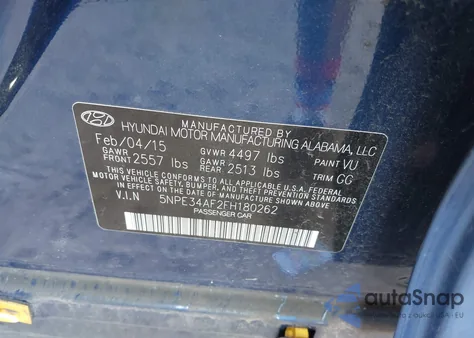 MANUFACTURED BY
HYUNDAI MOTOR MANUFACTURING ALABAMA, LLC
Feb/04/15 GVWR 4497 lbs PAINT VU
GAWR FRONT 2557 lbs GAWR REAR 2513 lbs TRIM GC
THIS VEHICLE CONFORMS TO ALL APPLICABLE U.S.A. FEDERAL
MOTOR VEHICLE SAFETY, BUMPER, AND THEFT PREVENTION STANDARDS
IN EFFECT ON THE DATE OF MANUFACTURE SHOWN ABOVE.
V.I.N 5NPE34AF2FH180262
PASSENGER CAR
autoSnap